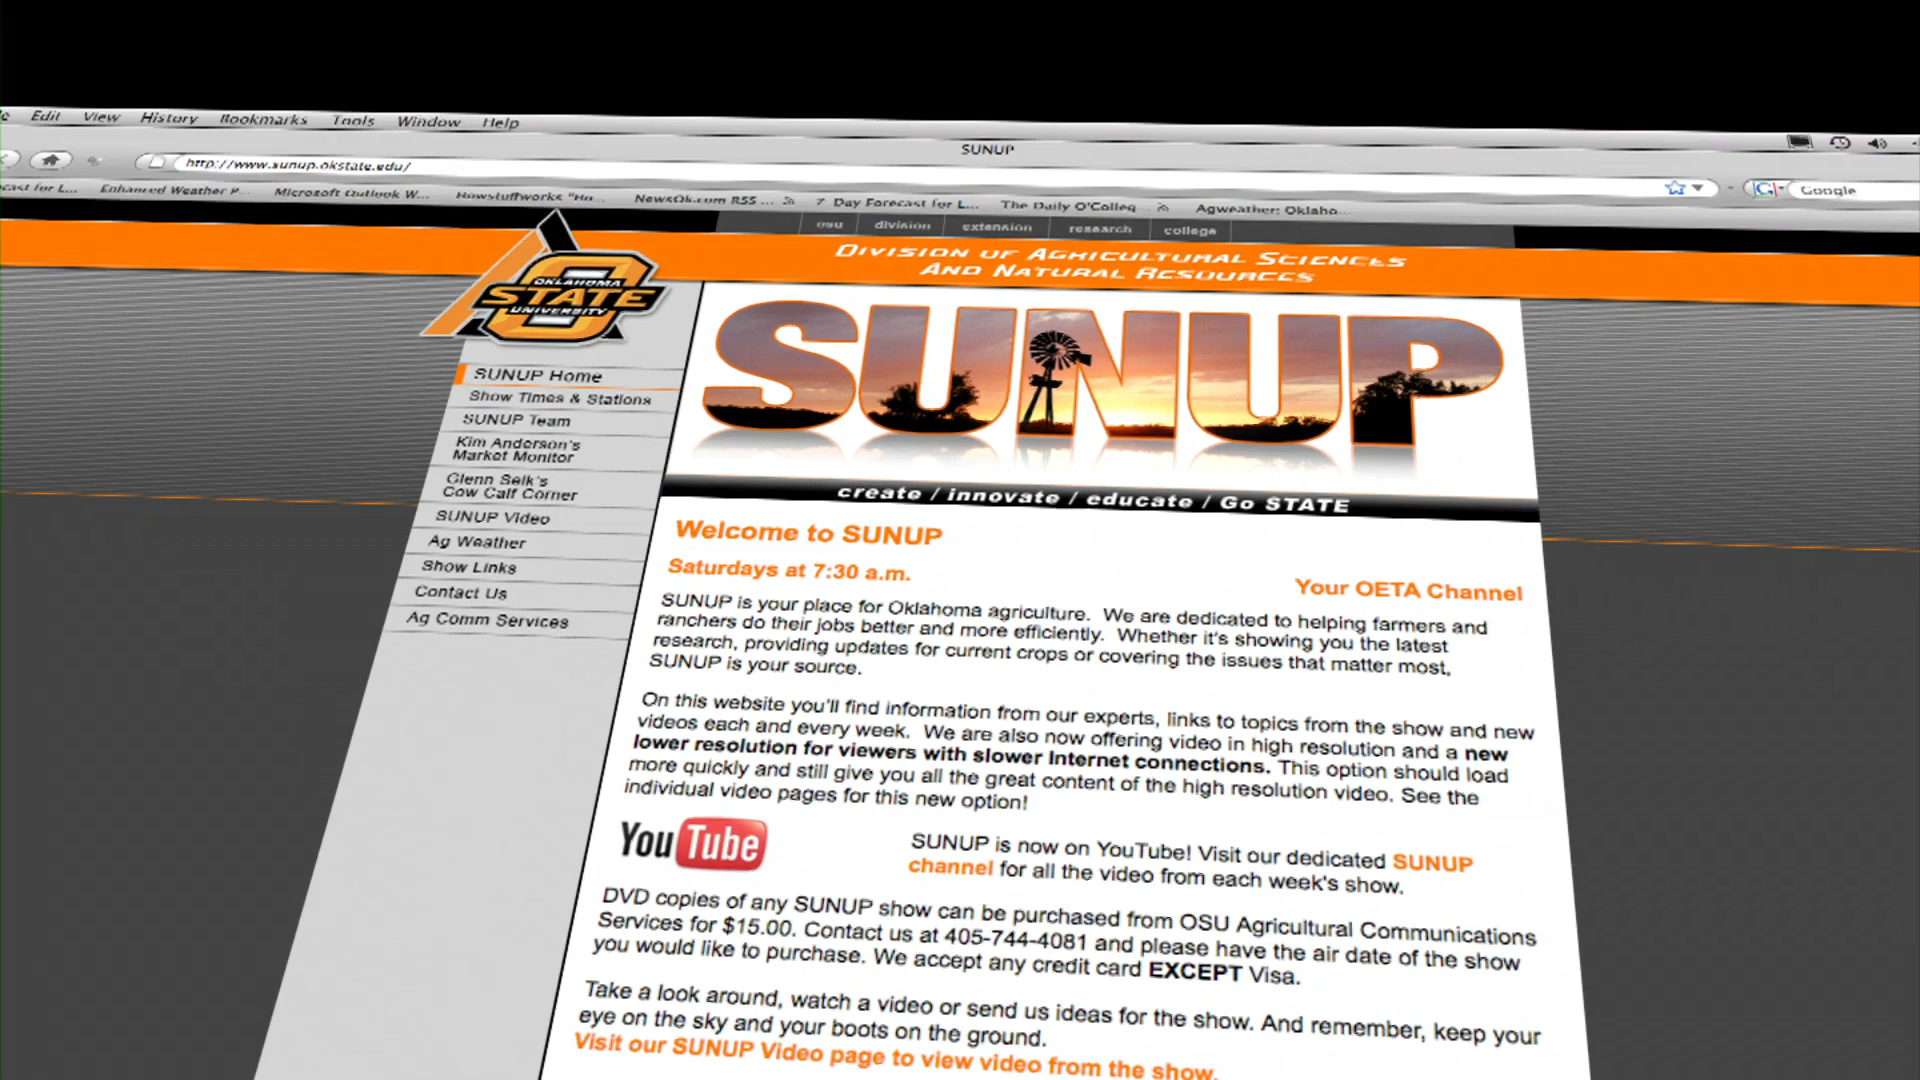 Edit View History Bookmarks Tools Window Help
SUNUP
http://www.sunup.okstate.edu/
Google
Enhanced Weather P... Microsoft Outlook W... Howstuffworks "Ho... NewsOk.com RSS ... 7 Day Forecast for L... The Daily O'Colleg... Agweather: Oklaho...
osu division extension research college
DIVISION OF AGRICULTURAL SCIENCES
AND NATURAL RESOURCES
OKLAHOMA
STATE
UNIVERSITY
SUNUP
create / innovate / educate / Go STATE
SUNUP Home
Show Times & Stations
SUNUP Team
Kim Anderson's
Market Monitor
Glenn Selk's
Cow Calf Corner
SUNUP Video
Ag Weather
Show Links
Contact Us
Ag Comm Services
Welcome to SUNUP
Saturdays at 7:30 a.m.
Your OETA Channel
SUNUP is your place for Oklahoma agriculture. We are dedicated to helping farmers and
ranchers do their jobs better and more efficiently. Whether it's showing you the latest
research, providing updates for current crops or covering the issues that matter most,
SUNUP is your source.
On this website you'll find information from our experts, links to topics from the show and new
videos each and every week. We are also now offering video in high resolution and a new
lower resolution for viewers with slower Internet connections. This option should load
more quickly and still give you all the great content of the high resolution video. See the
individual video pages for this new option!
YouTube
SUNUP is now on YouTube! Visit our dedicated SUNUP
channel for all the video from each week's show.
DVD copies of any SUNUP show can be purchased from OSU Agricultural Communications
Services for $15.00. Contact us at 405-744-4081 and please have the air date of the show
you would like to purchase. We accept any credit card EXCEPT Visa.
Take a look around, watch a video or send us ideas for the show. And remember, keep your
eye on the sky and your boots on the ground.
Visit our SUNUP Video page to view video from the show.